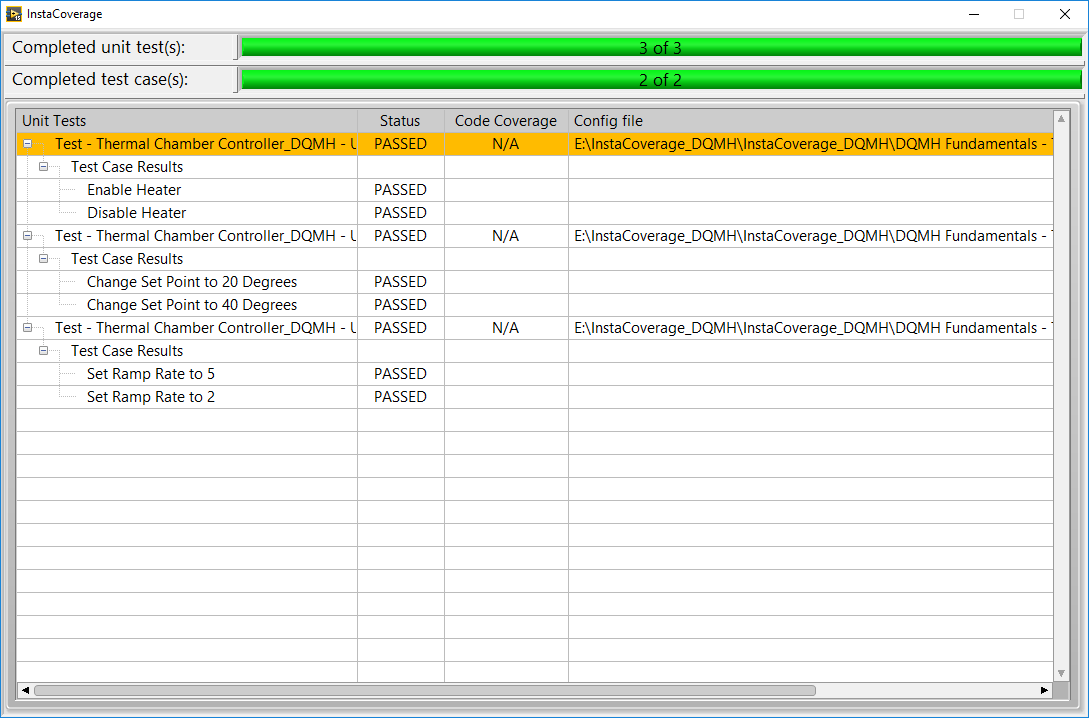 InstaCoverage
Completed unit test(s): 3 of 3
Completed test case(s): 2 of 2
Unit Tests Status Code Coverage Config file
Test - Thermal Chamber Controller_DQMH - U PASSED N/A E:\InstaCoverage_DQMH\InstaCoverage_DQMH\DQMH Fundamentals -
Test Case Results
Enable Heater PASSED
Disable Heater PASSED
Test - Thermal Chamber Controller_DQMH - U PASSED N/A E:\InstaCoverage_DQMH\InstaCoverage_DQMH\DQMH Fundamentals -
Test Case Results
Change Set Point to 20 Degrees PASSED
Change Set Point to 40 Degrees PASSED
Test - Thermal Chamber Controller_DQMH - U PASSED N/A E:\InstaCoverage_DQMH\InstaCoverage_DQMH\DQMH Fundamentals -
Test Case Results
Set Ramp Rate to 5 PASSED
Set Ramp Rate to 2 PASSED